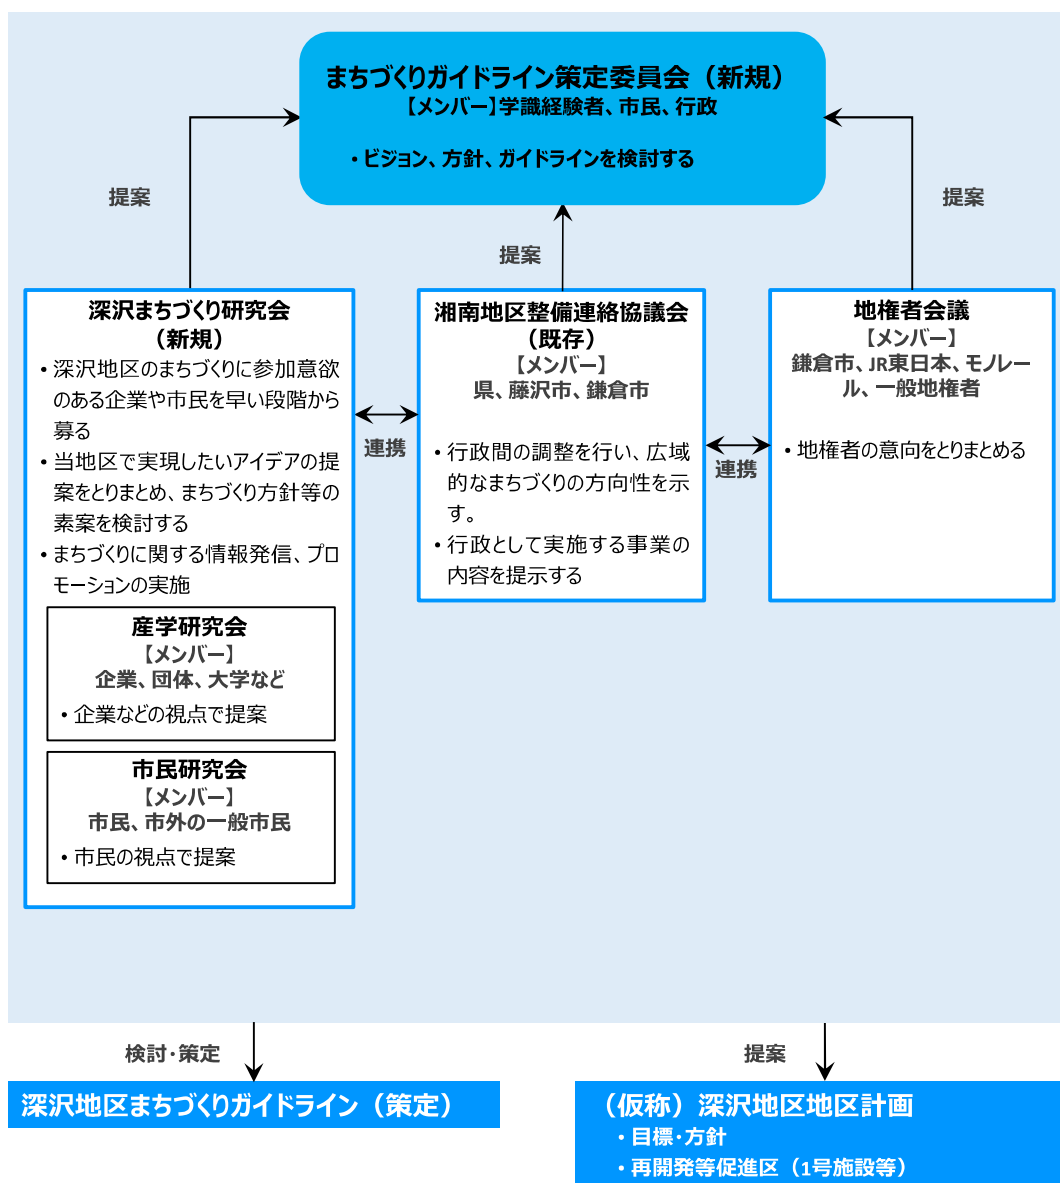 まちづくりガイドライン策定委員会（新規）
【メンバー】学識経験者、市民、行政
・ビジョン、方針、ガイドラインを検討する
提案
提案
提案
深沢まちづくり研究会
（新規）
・深沢地区のまちづくりに参加意欲
のある企業や市民を早い段階から
募る
・当地区で実現したいアイデアの提
案をとりまとめ、まちづくり方針等の
素案を検討する
・まちづくりに関する情報発信、プロ
モーションの実施
産学研究会
【メンバー】
企業、団体、大学など
・企業などの視点で提案
市民研究会
【メンバー】
市民、市外の一般市民
・市民の視点で提案
連携
湘南地区整備連絡協議会
（既存）
【メンバー】
県、藤沢市、鎌倉市
・行政間の調整を行い、広域
的なまちづくりの方向性を示
す。
・行政として実施する事業の
内容を提示する
連携
地権者会議
【メンバー】
鎌倉市、JR東日本、モノレー
ル、一般地権者
・地権者の意向をとりまとめる
検討・策定
深沢地区まちづくりガイドライン（策定）
提案
（仮称）深沢地区地区計画
・目標・方針
・再開発等促進区（1号施設等）